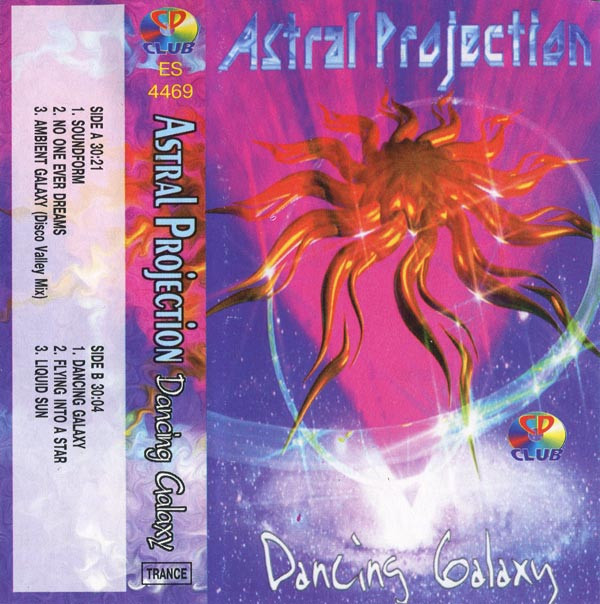 SIDE A 30:21
1. SOUNDFORM
2. NO ONE EVER DREAMS
3. AMBIENT GALAXY (Disco Valley Mix)
SIDE B 30:04
1. DANCING GALAXY
2. FLYING INTO A STAR
3. LIQUID SUN
CD
CLUB
ES
4469
ASTRAL PROJECTION Dancing Galaxy
TRANCE
Astral Projection
CD
CLUB
Dancing Galaxy